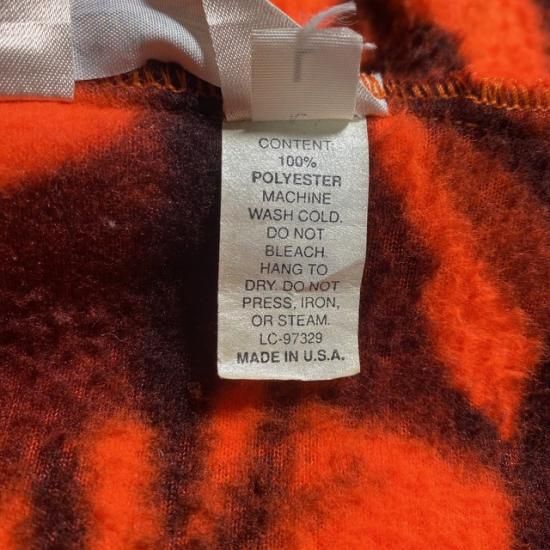 L
CONTENT:
100%
POLYESTER
MACHINE
WASH COLD.
DO NOT
BLEACH.
HANG TO
DRY. DO NOT
PRESS, IRON,
OR STEAM.
LC-97329
MADE IN U.S.A.